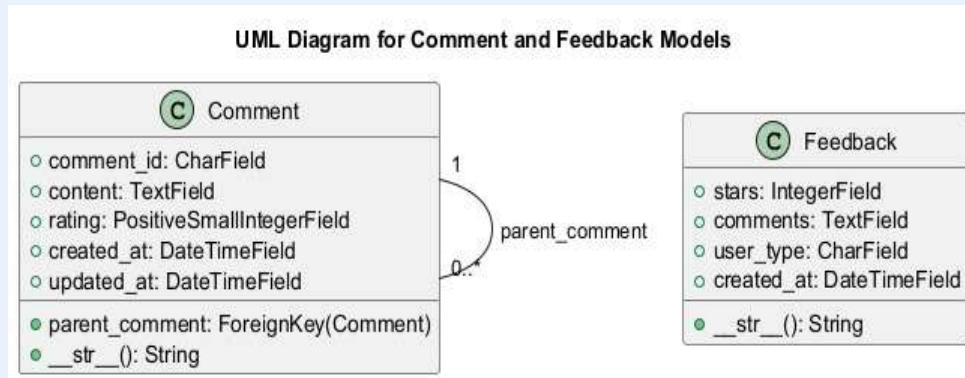 UML Diagram for Comment and Feedback Models
C Comment
comment_id: CharField
content: TextField
rating: PositiveSmallIntegerField
created_at: DateTimeField
updated_at: DateTimeField
parent_comment: ForeignKey(Comment)
__str__(): String
1
parent_comment
0..*
C Feedback
stars: IntegerField
comments: TextField
user_type: CharField
created_at: DateTimeField
__str__(): String